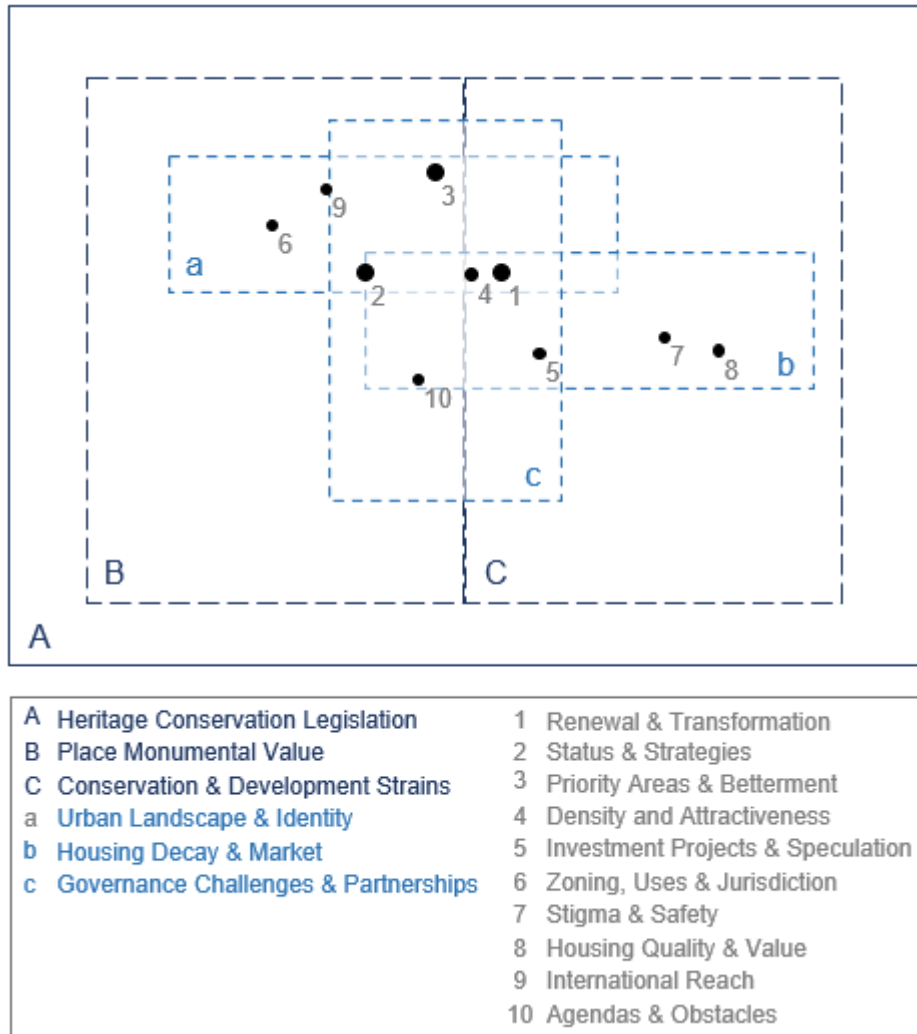 3
9
6
a
2
4
1
7
5
8
b
10
c
B
C
A
A Heritage Conservation Legislation
B Place Monumental Value
C Conservation & Development Strains
a Urban Landscape & Identity
b Housing Decay & Market
c Governance Challenges & Partnerships
1 Renewal & Transformation
2 Status & Strategies
3 Priority Areas & Betterment
4 Density and Attractiveness
5 Investment Projects & Speculation
6 Zoning, Uses & Jurisdiction
7 Stigma & Safety
8 Housing Quality & Value
9 International Reach
10 Agendas & Obstacles